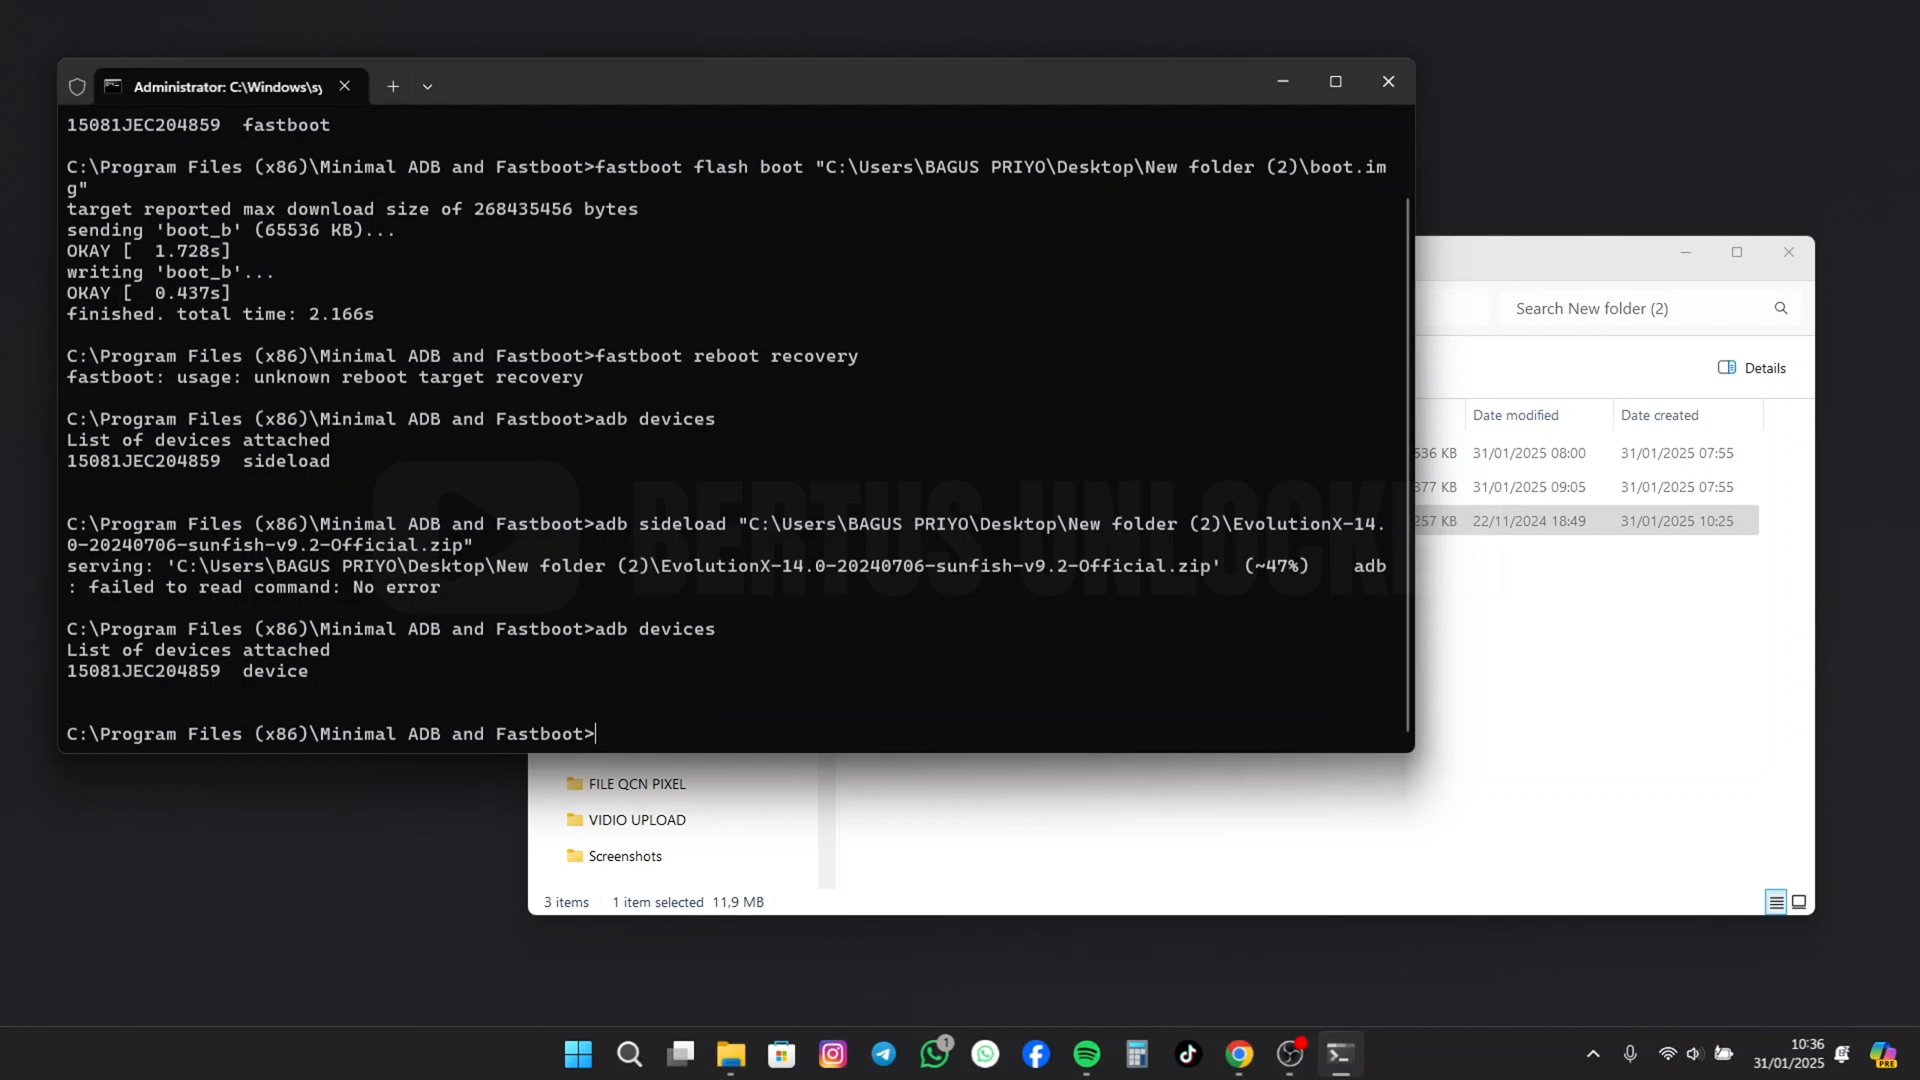 Administrator: C:\Windows\sy
15081JEC204859  fastboot
C:\Program Files (x86)\Minimal ADB and Fastboot>fastboot flash boot "C:\Users\BAGUS PRIYO\Desktop\New folder (2)\boot.im
g"
target reported max download size of 268435456 bytes
sending 'boot_b' (65536 KB)...
OKAY [  1.728s]
writing 'boot_b'...
OKAY [  0.437s]
finished. total time: 2.166s
C:\Program Files (x86)\Minimal ADB and Fastboot>fastboot reboot recovery
fastboot: usage: unknown reboot target recovery
C:\Program Files (x86)\Minimal ADB and Fastboot>adb devices
List of devices attached
15081JEC204859  sideload
C:\Program Files (x86)\Minimal ADB and Fastboot>adb sideload "C:\Users\BAGUS PRIYO\Desktop\New folder (2)\EvolutionX-14.
0-20240706-sunfish-v9.2-Official.zip"
serving: 'C:\Users\BAGUS PRIYO\Desktop\New folder (2)\EvolutionX-14.0-20240706-sunfish-v9.2-Official.zip'  (~47%)    adb
: failed to read command: No error
C:\Program Files (x86)\Minimal ADB and Fastboot>adb devices
List of devices attached
15081JEC204859  device
C:\Program Files (x86)\Minimal ADB and Fastboot>
Search New folder (2)
Details
Date modified Date created
536 KB 31/01/2025 08:00 31/01/2025 07:55
377 KB 31/01/2025 09:05 31/01/2025 07:55
257 KB 22/11/2024 18:49 31/01/2025 10:25
FILE QCN PIXEL
VIDIO UPLOAD
Screenshots
3 items 1 item selected 11,9 MB
1
10:36
31/01/2025
PRE